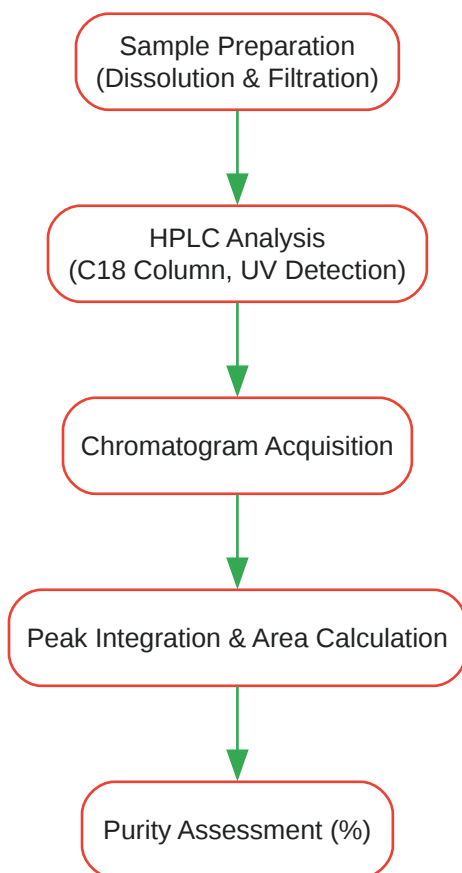 Sample Preparation
(Dissolution & Filtration)
HPLC Analysis
(C18 Column, UV Detection)
Chromatogram Acquisition
Peak Integration & Area Calculation
Purity Assessment (%)